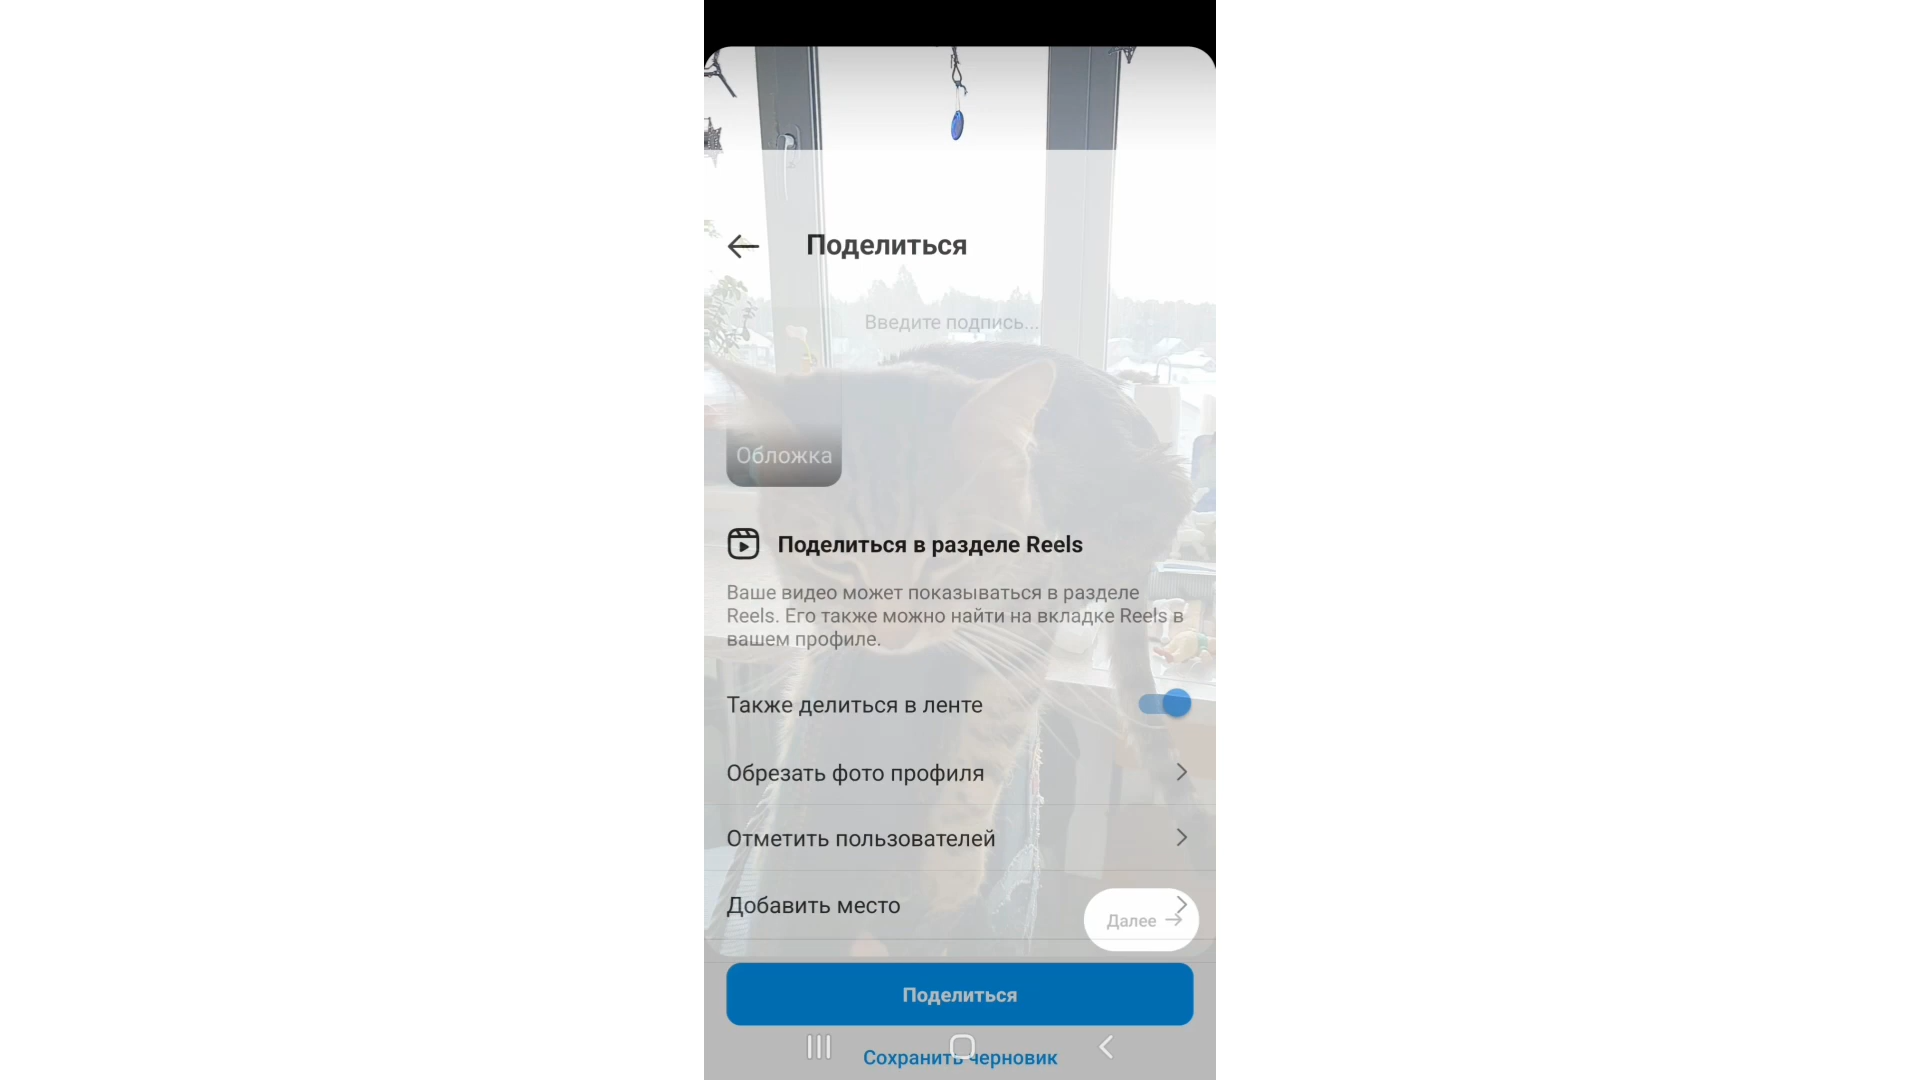 Поделиться
Введите подпись...
Обложка
Поделиться в разделе Reels
Ваше видео может показываться в разделе
Reels. Его также можно найти на вкладке Reels в
вашем профиле.
Также делиться в ленте
Обрезать фото профиля
Отметить пользователей
Добавить место
Далее
Поделиться
Сохранить черновик